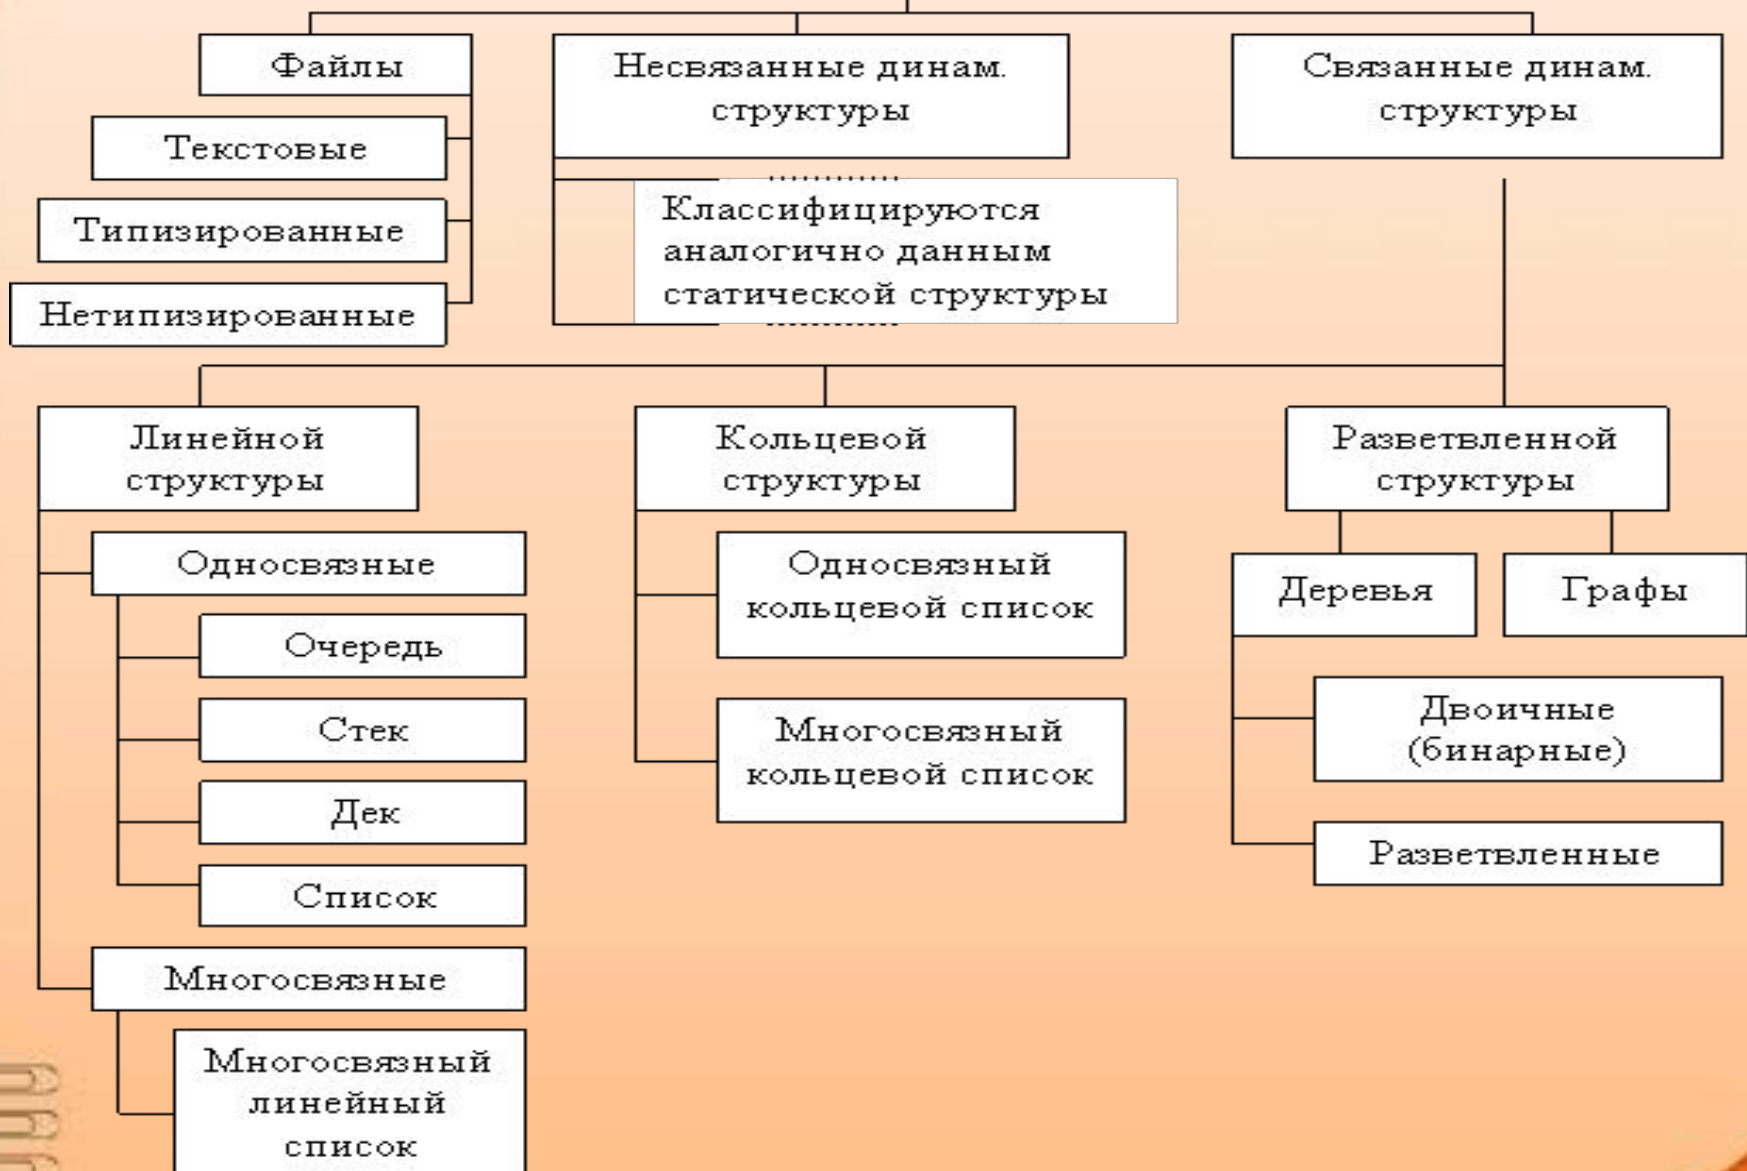 Файлы
Несвязанные динам.
структуры
Связанные динам.
структуры
Текстовые
Типизированные
Нетипизированные
Классифицируются
аналогично данным
статической структуры
Линейной
структуры
Односвязные
Очередь
Стек
Дек
Список
Многосвязные
Многосвязный
линейный
список
Кольцевой
структуры
Односвязный
кольцевой список
Многосвязный
кольцевой список
Разветвленной
структуры
Деревья
Графы
Двоичные
(бинарные)
Разветвленные